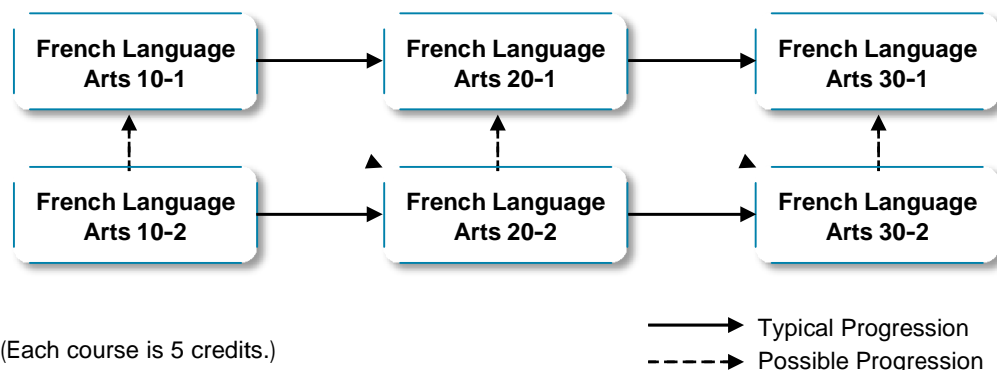 French Language
Arts 10-1
French Language
Arts 20-1
French Language
Arts 30-1
French Language
Arts 10-2
French Language
Arts 20-2
French Language
Arts 30-2
(Each course is 5 credits.)
Typical Progression
Possible Progression